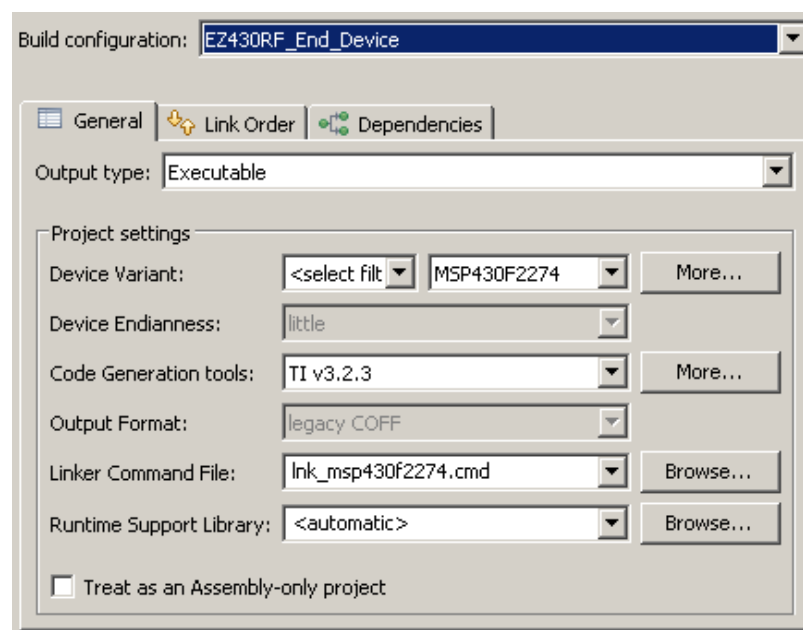 Build configuration: EZ430RF_End_Device
General Link Order Dependencies
Output type: Executable
Project settings
Device Variant: <select filt MSP430F2274 More...
Device Endianness: little
Code Generation tools: TI v3.2.3 More...
Output Format: legacy COFF
Linker Command File: lnk_msp430f2274.cmd Browse...
Runtime Support Library: <automatic> Browse...
Treat as an Assembly-only project